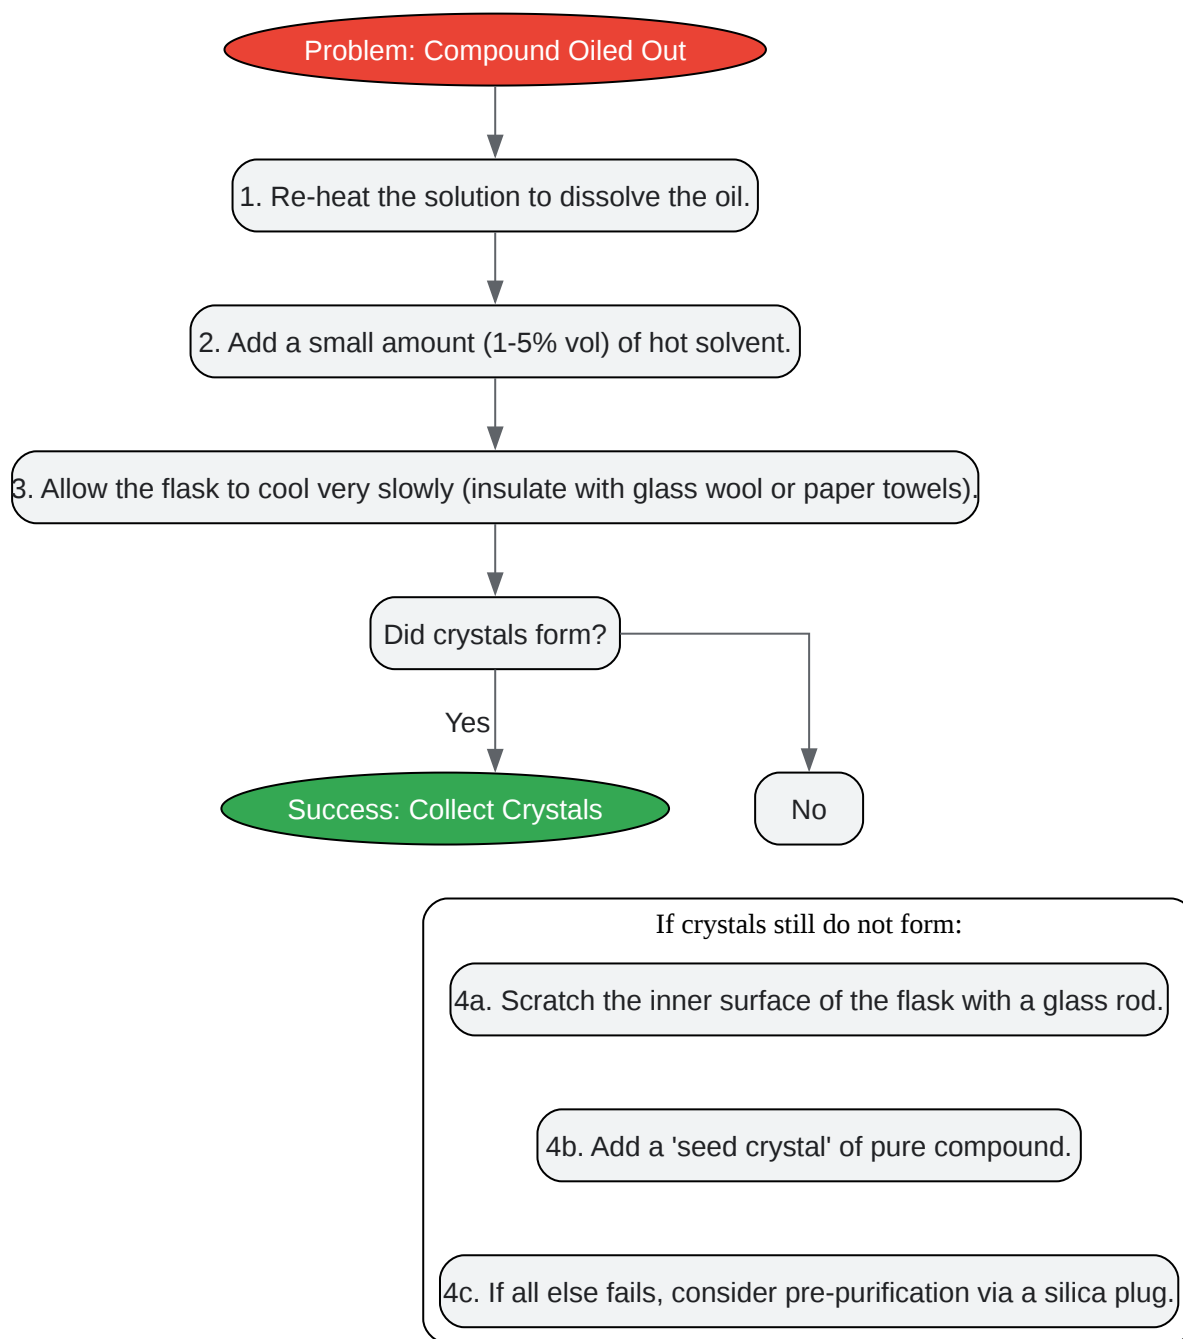 Problem: Compound Oiled Out
1. Re-heat the solution to dissolve the oil.
2. Add a small amount (1-5% vol) of hot solvent.
3. Allow the flask to cool very slowly (insulate with glass wool or paper towels).
Did crystals form?
Yes
Success: Collect Crystals
No
If crystals still do not form:
4a. Scratch the inner surface of the flask with a glass rod.
4b. Add a 'seed crystal' of pure compound.
4c. If all else fails, consider pre-purification via a silica plug.